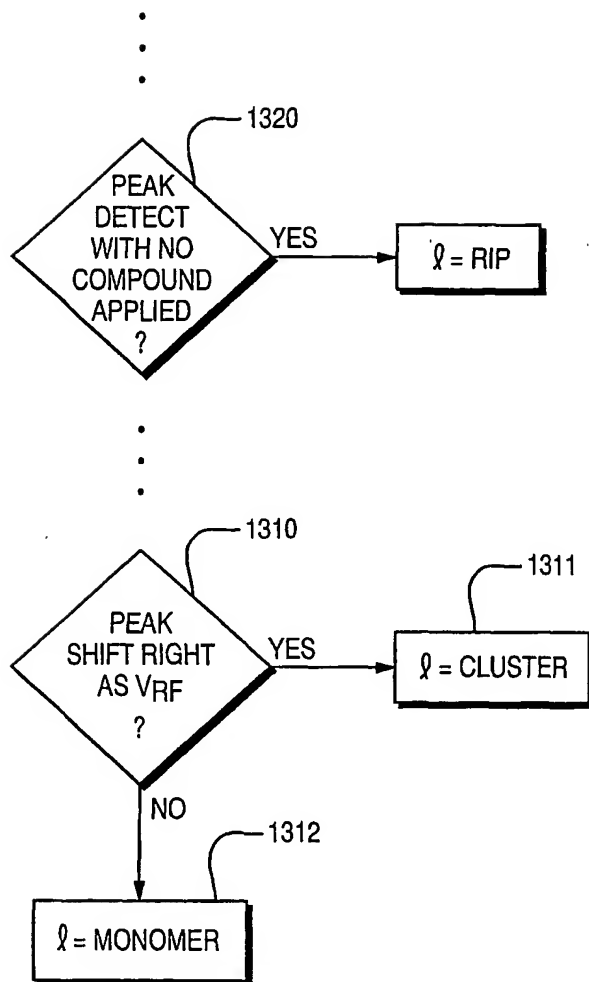 1320
PEAK
DETECT
WITH NO
COMPOUND
APPLIED
?
YES
ℓ = RIP
1310
PEAK
SHIFT RIGHT
AS VRF
?
YES
1311
ℓ = CLUSTER
NO
1312
ℓ = MONOMER